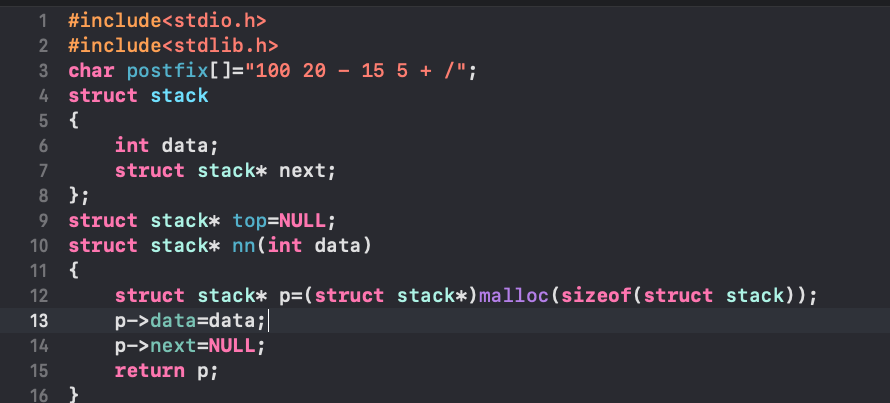 1 #include<stdio.h>
2 #include<stdlib.h>
3 char postfix[]="100 20 - 15 5 + /";
4 struct stack
5 {
6     int data;
7     struct stack* next;
8 };
9 struct stack* top=NULL;
10 struct stack* nn(int data)
11 {
12     struct stack* p=(struct stack*)malloc(sizeof(struct stack));
13     p->data=data;
14     p->next=NULL;
15     return p;
16 }